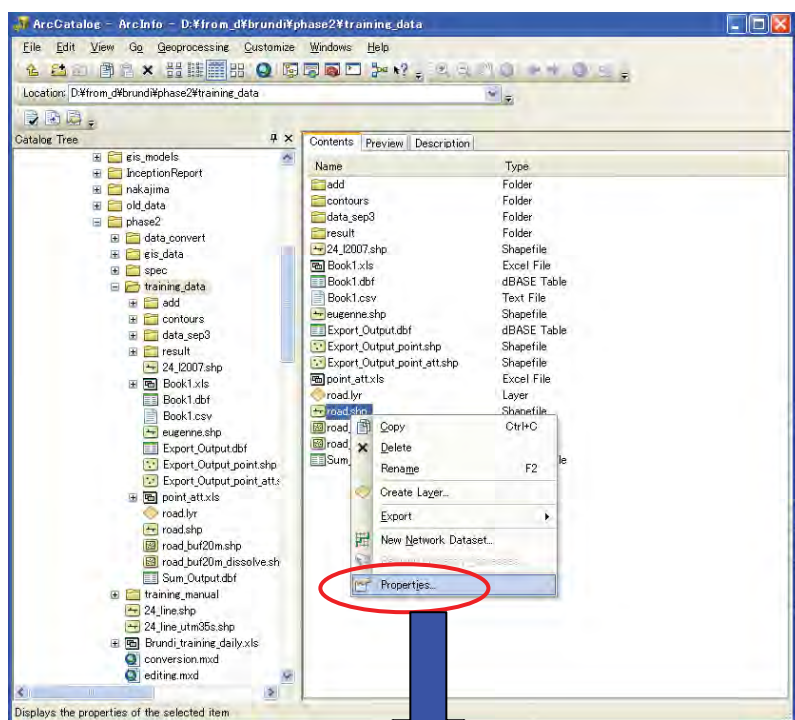 ArcCatalog - ArcInfo - D:¥from_d¥brundi¥phase2¥training_data
File Edit View Go Geoprocessing Customize Windows Help
Location: D:¥from_d¥brundi¥phase2¥training_data
Catalog Tree
gis_models
InceptionReport
nakajima
old_data
phase2
data_convert
gis_data
spec
training_data
add
contours
data_sep3
result
24_l2007.shp
Book1.xls
Book1.dbf
Book1.csv
eugenne.shp
Export_Output.dbf
Export_Output_point.shp
Export_Output_point_att.s
point_att.xls
road.lyr
road.shp
road_buf20m.shp
road_buf20m_dissolve.sh
Sum_Output.dbf
training_manual
24_line.shp
24_line_utm35s.shp
Brundi_training_daily.xls
conversion.mxd
editing.mxd
Contents Preview Description
Name Type
add Folder
contours Folder
data_sep3 Folder
result Folder
24_l2007.shp Shapefile
Book1.xls Excel File
Book1.dbf dBASE Table
Book1.csv Text File
eugenne.shp Shapefile
Export_Output.dbf dBASE Table
Export_Output_point.shp Shapefile
Export_Output_point_att.shp Shapefile
point_att.xls Excel File
road.lyr Layer
road.shp Shapefile
road_
road_
Sum_ le
Copy Ctrl+C
Delete
Rename F2
Create Layer...
Export
New Network Dataset...
Properties...
Displays the properties of the selected item